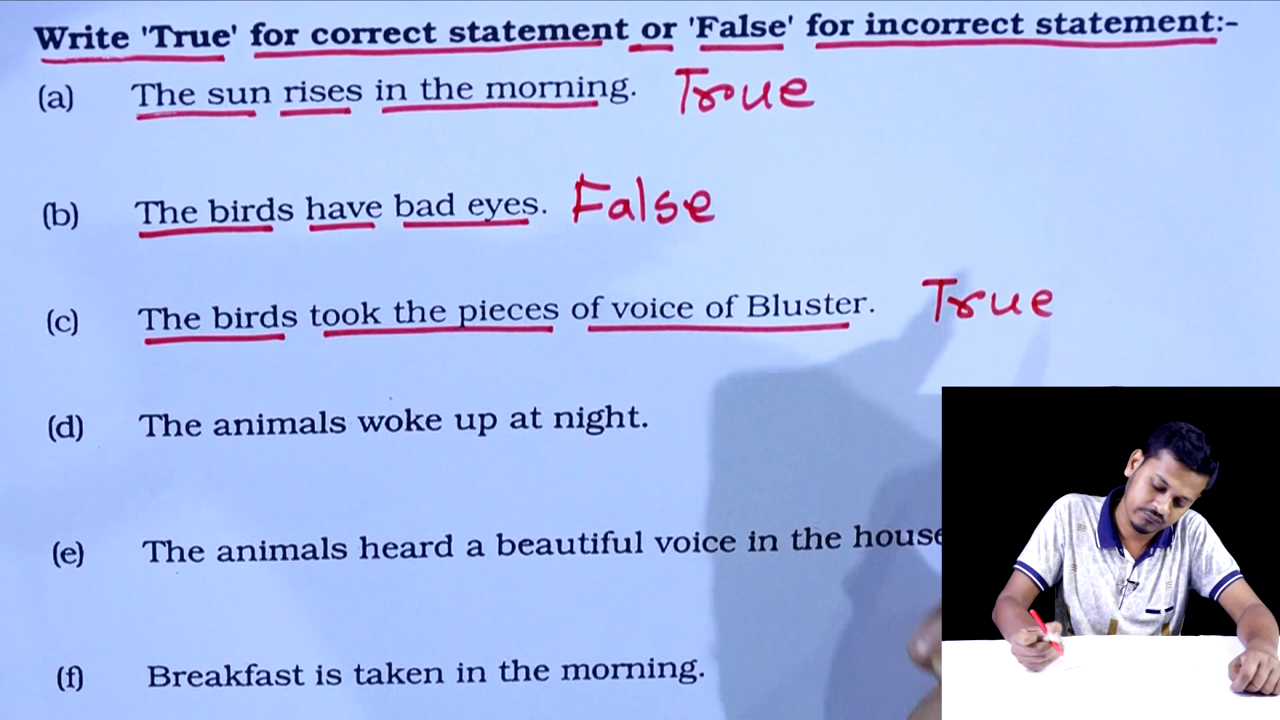 Write 'True' for correct statement or 'False' for incorrect statement:-
(a) The sun rises in the morning. True
(b) The birds have bad eyes. False
(c) The birds took the pieces of voice of Bluster. True
(d) The animals woke up at night.
(e) The animals heard a beautiful voice in the house
(f) Breakfast is taken in the morning.